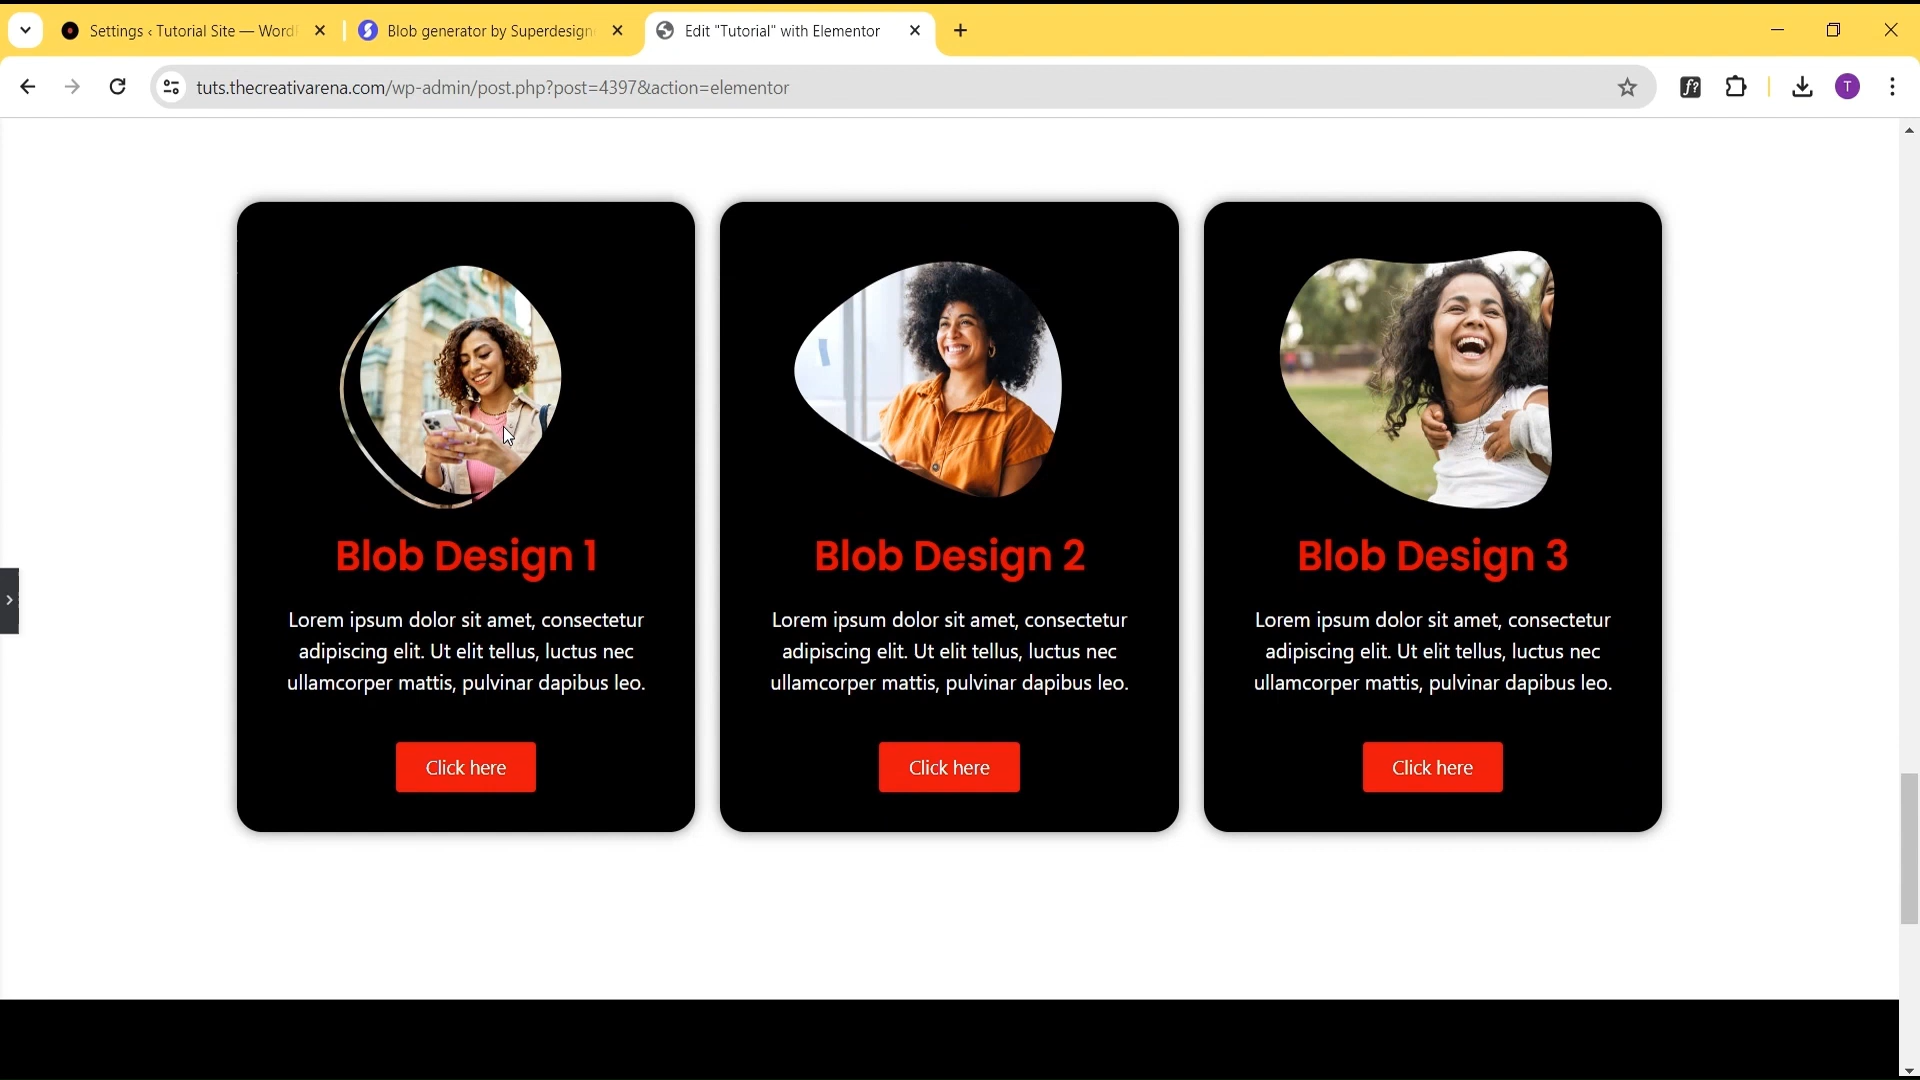 Settings ‹ Tutorial Site — Word
Blob generator by Superdesign
Edit "Tutorial" with Elementor
tuts.thecreativarena.com/wp-admin/post.php?post=4397&action=elementor
f?
T
Blob Design 1
Lorem ipsum dolor sit amet, consectetur
adipiscing elit. Ut elit tellus, luctus nec
ullamcorper mattis, pulvinar dapibus leo.
Click here
Blob Design 2
Lorem ipsum dolor sit amet, consectetur
adipiscing elit. Ut elit tellus, luctus nec
ullamcorper mattis, pulvinar dapibus leo.
Click here
Blob Design 3
Lorem ipsum dolor sit amet, consectetur
adipiscing elit. Ut elit tellus, luctus nec
ullamcorper mattis, pulvinar dapibus leo.
Click here